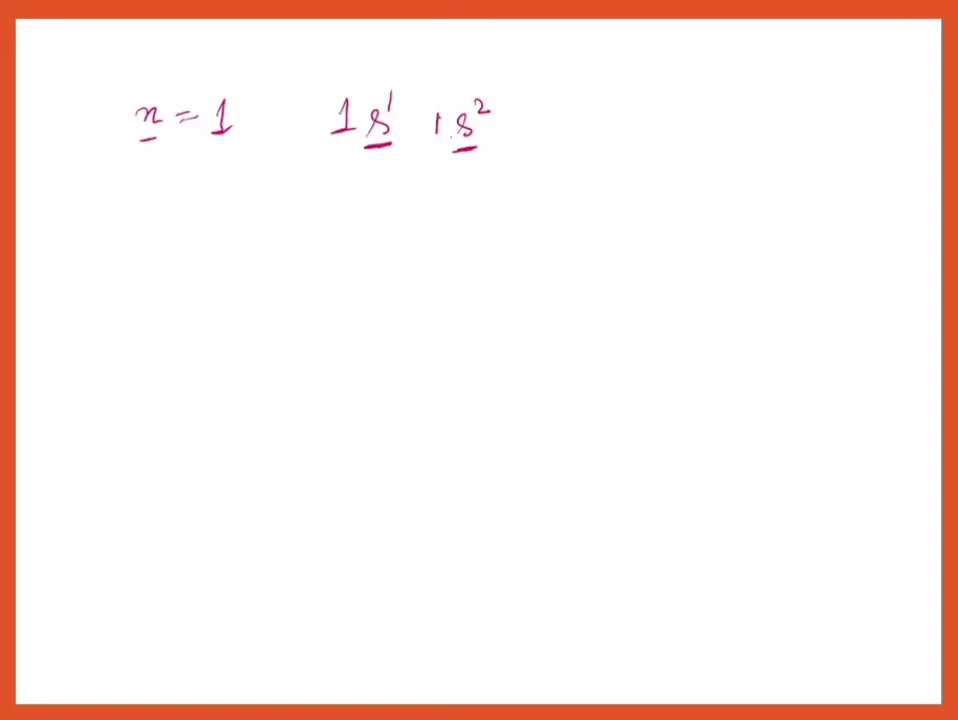 n = 1 1s¹ 1s²